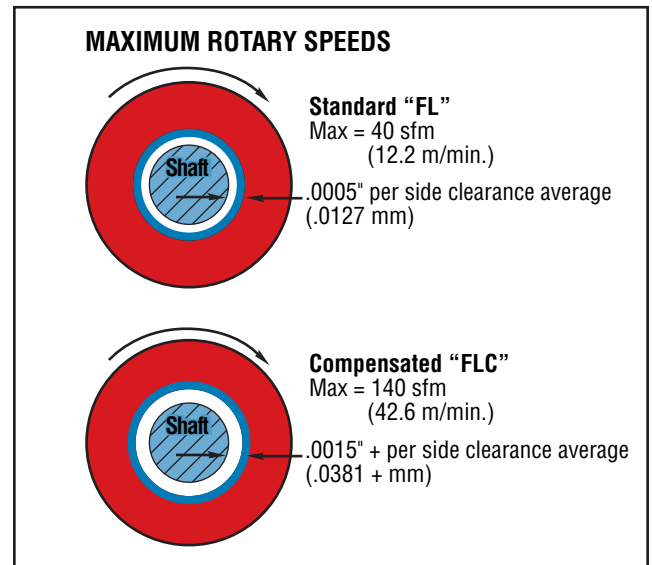 MAXIMUM ROTARY SPEEDS
Standard “FL”
Max = 40 sfm
(12.2 m/min.)
Shaft
.0005" per side clearance average
(.0127 mm)
Compensated “FLC”
Max = 140 sfm
(42.6 m/min.)
Shaft
.0015" + per side clearance average
(.0381 + mm)